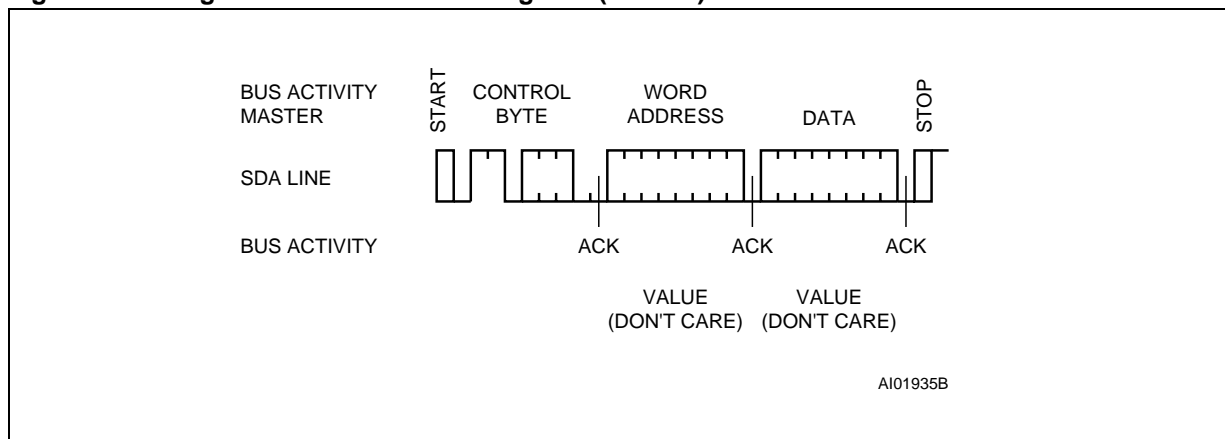 START
STOP
BUS ACTIVITY
MASTER
CONTROL
BYTE
WORD
ADDRESS
DATA
SDA LINE
BUS ACTIVITY
ACK
ACK
ACK
VALUE
(DON'T CARE)
VALUE
(DON'T CARE)
AI01935B